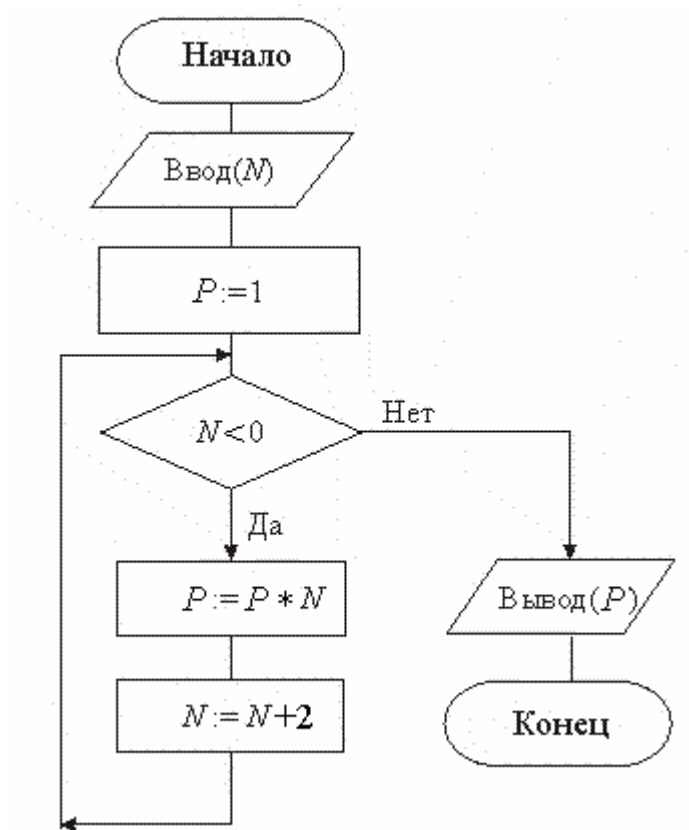 Начало
Ввод(N)
P:=1
N<0
Нет
Да
P:=P*N
Вывод(P)
N:=N+2
Конец